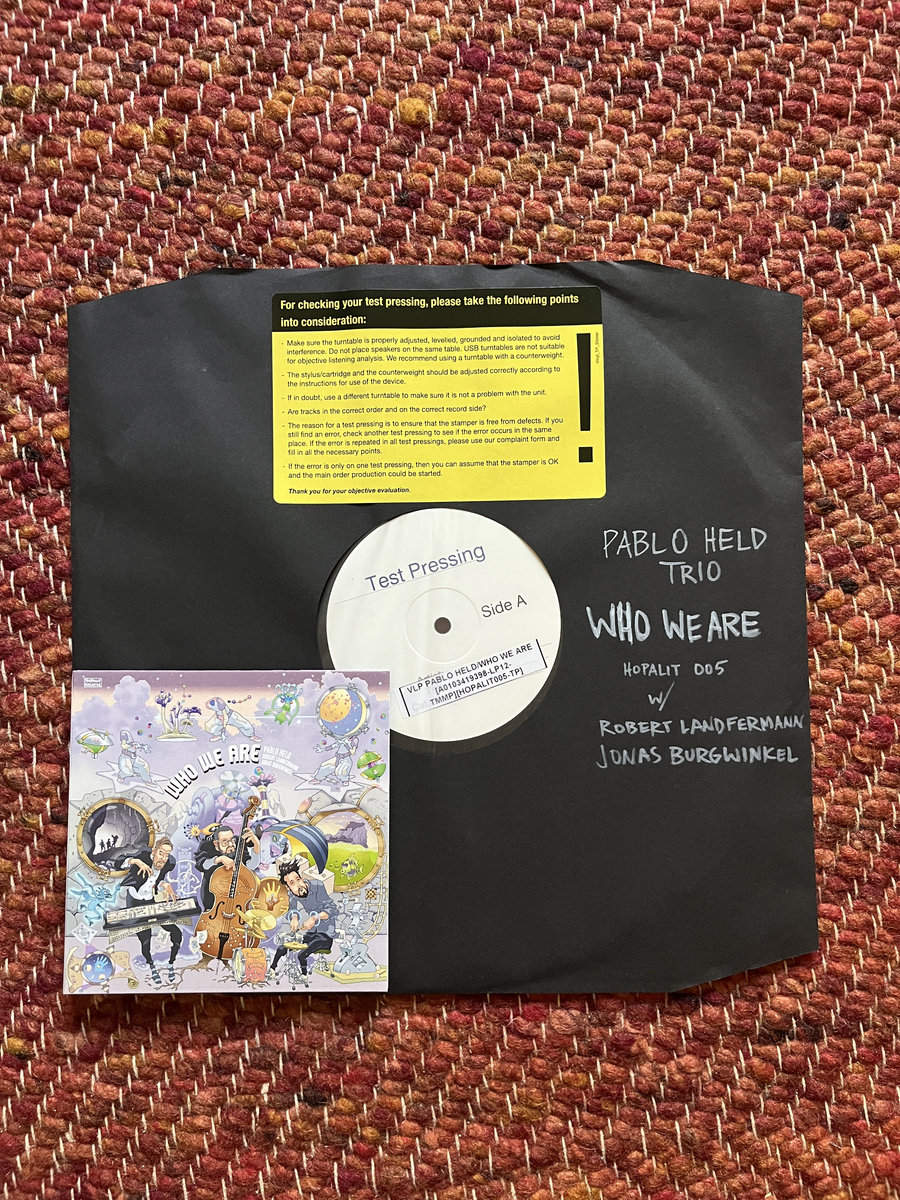 For checking your test pressing, please take the following points
into consideration:
- Make sure the turntable is properly adjusted, levelled, grounded and isolated to avoid
interference. Do not place speakers on the same table. USB turntables are not suitable
for objective listening analysis. We recommend using a turntable with a counterweight.
- The stylus/cartridge and the counterweight should be adjusted correctly according to
the instructions for use of the device.
- If in doubt, use a different turntable to make sure it is not a problem with the unit.
- Are tracks in the correct order and on the correct record side?
- The reason for a test pressing is to ensure that the stamper is free from defects. If you
still find an error, check another test pressing to see if the error occurs in the same
place. If the error is repeated in all test pressings, please use our complaint form and
fill in all the necessary points.
- If the error is only on one test pressing, then you can assume that the stamper is OK
and the main order production could be started.
Thank you for your objective evaluation.
!
Test Pressing
Side A
VLP PABLO HELD/WHO WE ARE
[A0103419398-LP12-
TMMP][HOPALIT005-TP]
PABLO HELD
TRIO
WHO WE ARE
HOPALIT 005
W/
ROBERT LANDFERMANN
JONAS BURGWINKEL
WHO WE ARE
PABLO HELD
ROBERT LANDFERMANN
JONAS BURGWINKEL